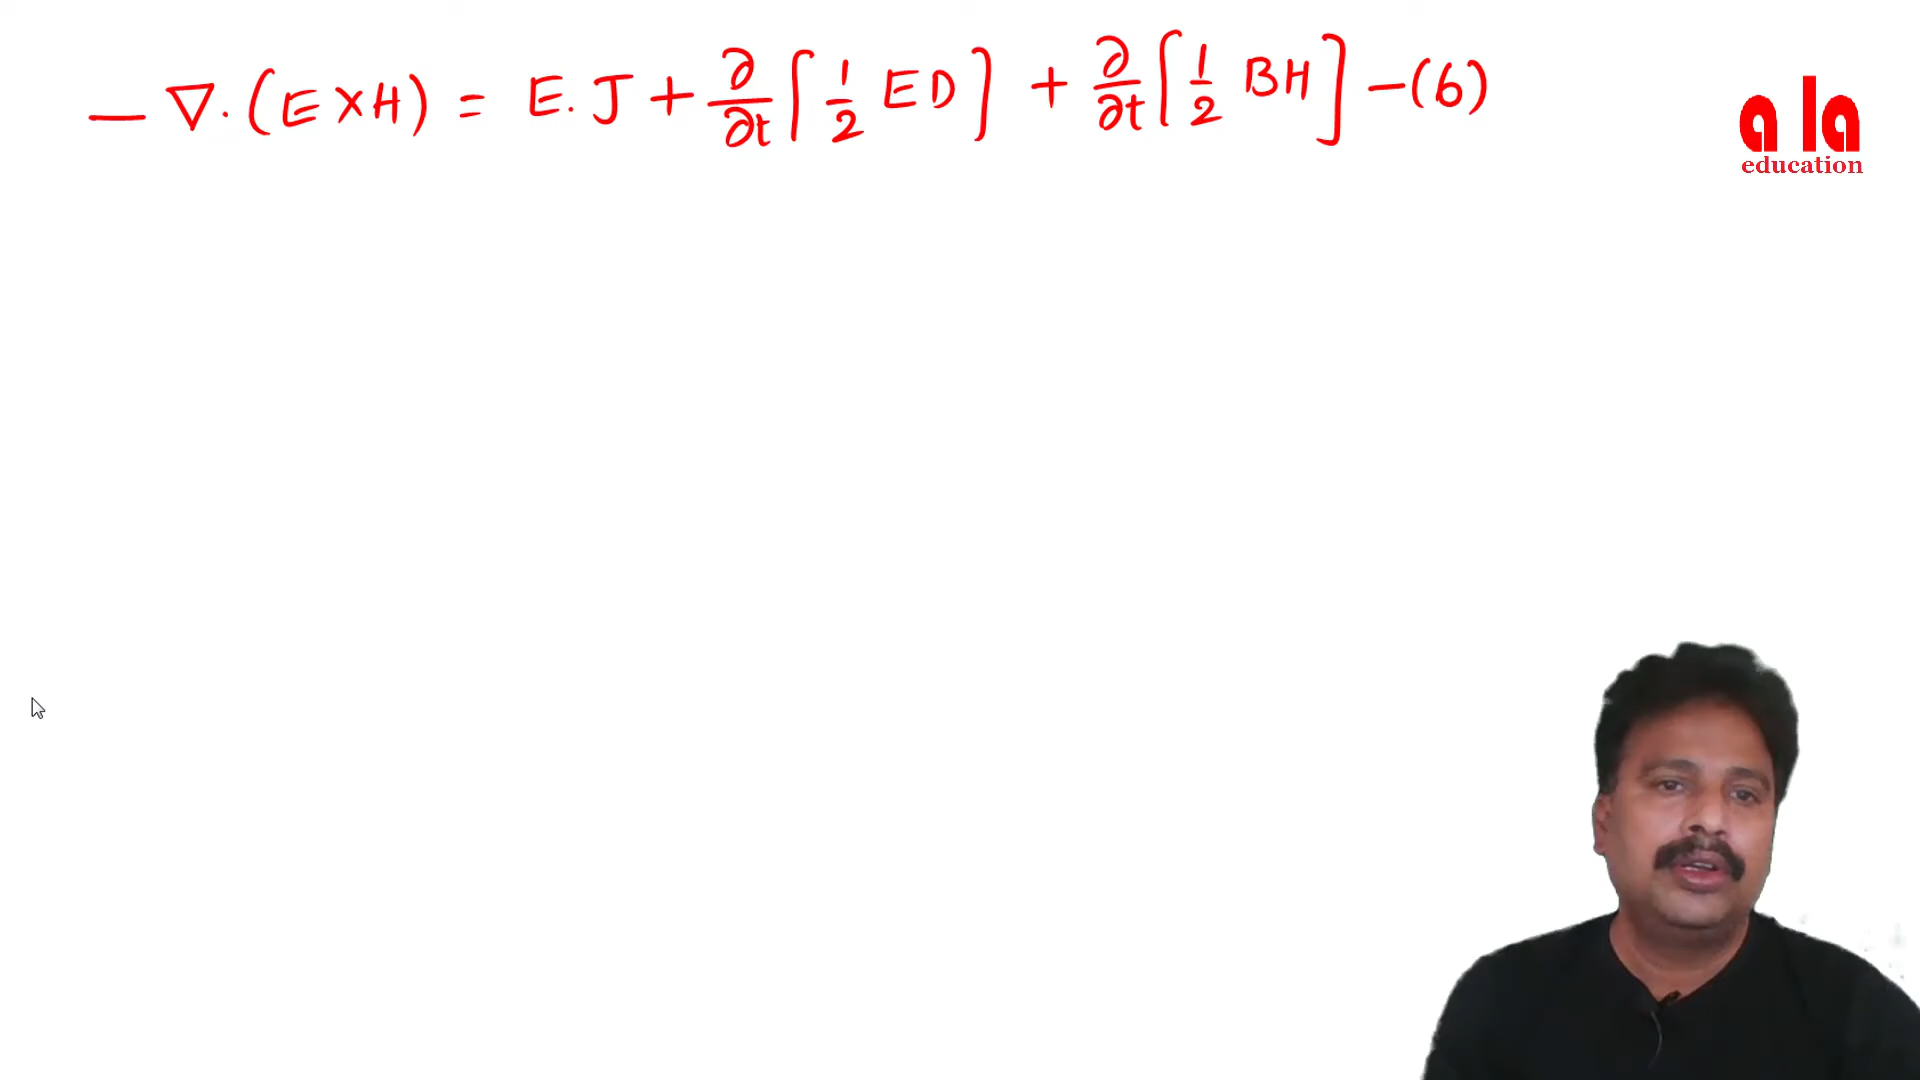 − ∇·(E×H) = E.J + ∂/∂t [1/2 ED] + ∂/∂t [1/2 BH] −(6)
a la
education